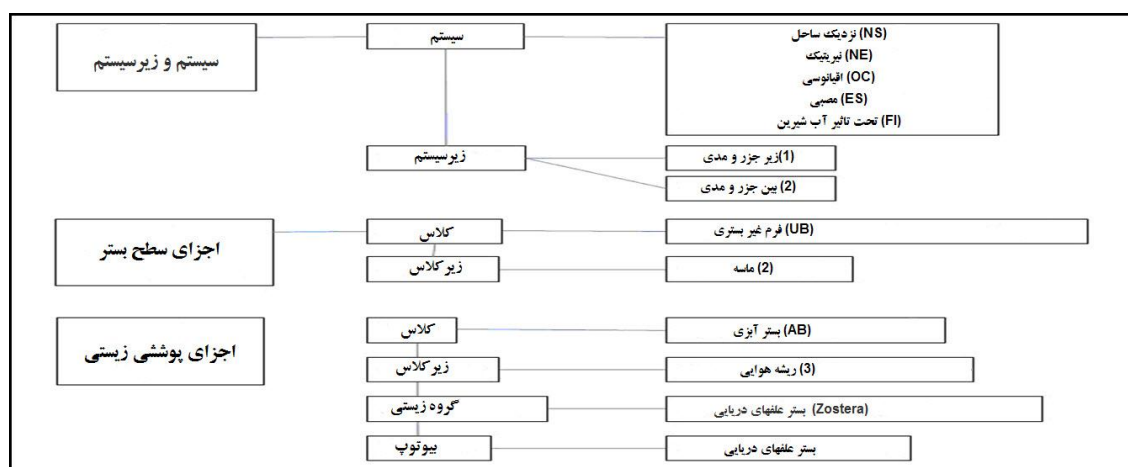 سیستم و زیرسیستم
سیستم
(NS) نزدیک ساحل
(NE) نیریتیک
(OC) اقیانوسی
(ES) مصبی
(FI) تحت تاثیر آب شیرین
زیرسیستم
(1)زیر جزر و مدی
(2) بین جزر و مدی
اجزای سطح بستر
کلاس
(UB) فرم غیر بستری
زیرکلاس
(2) ماسه
اجزای پوششی زیستی
کلاس
(AB) بستر آبزی
زیرکلاس
(3) ریشه هوایی
گروه زیستی
(Zostera) بستر علفهای دریایی
بیوتوپ
بستر علفهای دریایی